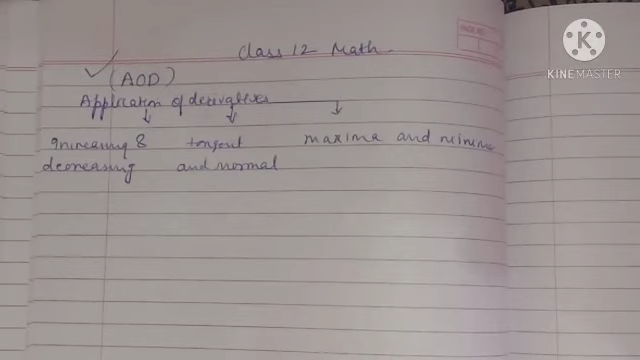 Class 12 Math
(AOD)
Application of derivatives
Increasing & tangent maxima and minima
decreasing and normal
KINEMASTER